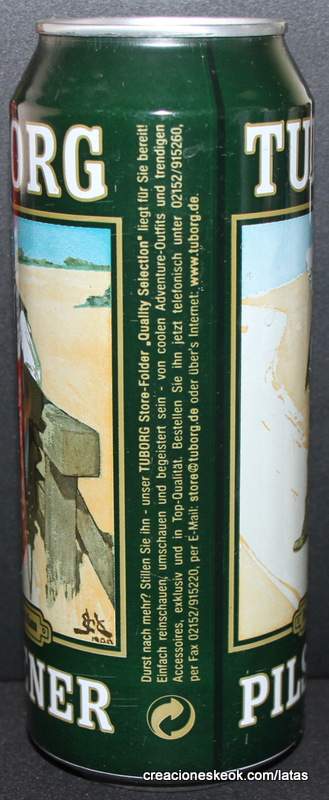 ORG
TU
Durst nach mehr? Stillen Sie ihn - unser TUBORG Store-Folder „Quality Selection" liegt für Sie bereit!
Einfach reinschauen, umschauen und begeistert sein - von coolen Adventure-Outfits und trendigen
Accessoires, exklusiv und in Top-Qualität. Bestellen Sie ihn jetzt telefonisch unter 02152/915260,
per Fax 02152/915220, per E-Mail: store@tuborg.de oder über's Internet: www.tuborg.de.
NER
PILS
creacioneskeok.com/latas